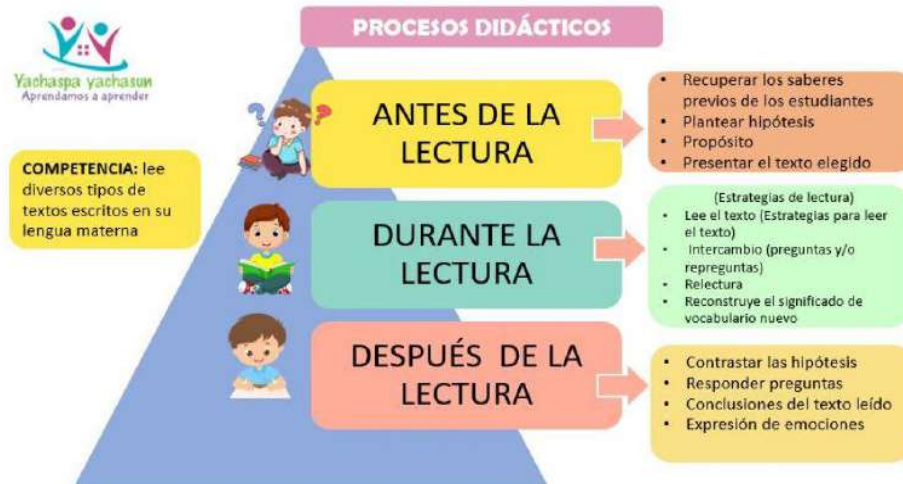 PROCESOS DIDÁCTICOS
Yachaspa yachasun
Aprendamos a aprender
COMPETENCIA: lee
diversos tipos de
textos escritos en su
lengua materna
ANTES DE LA
LECTURA
• Recuperar los saberes
previos de los estudiantes
• Plantear hipótesis
• Propósito
• Presentar el texto elegido
DURANTE LA
LECTURA
(Estrategias de lectura)
• Lee el texto (Estrategias para leer
el texto)
• Intercambio (preguntas y/o
repreguntas)
• Relectura
• Reconstruye el significado de
vocabulario nuevo
DESPUÉS DE LA
LECTURA
• Contrastar las hipótesis
• Responder preguntas
• Conclusiones del texto leído
• Expresión de emociones